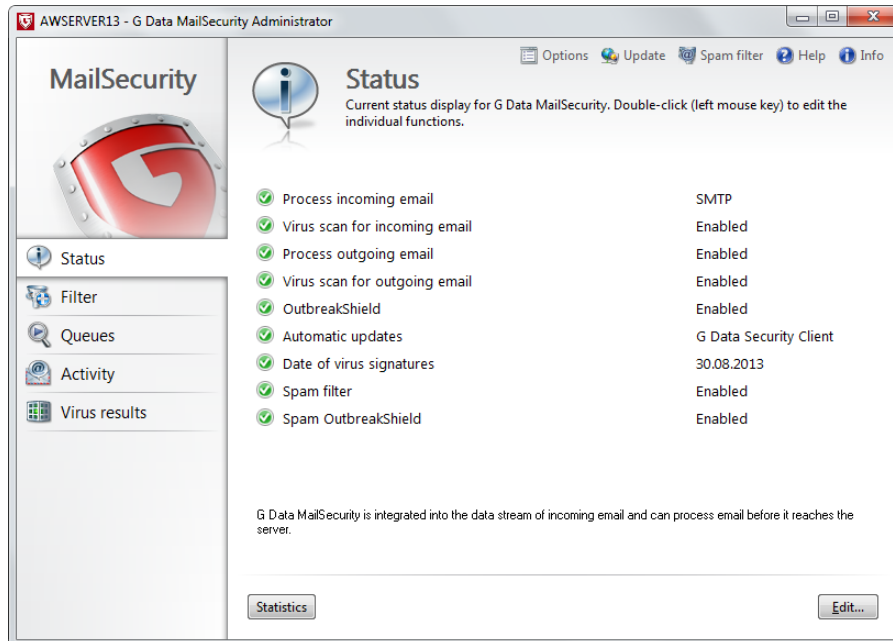 AWSERVER13 - G Data MailSecurity Administrator
MailSecurity
Options Update Spam filter Help Info
Status
Current status display for G Data MailSecurity. Double-click (left mouse key) to edit the
individual functions.
Status
Filter
Queues
Activity
Virus results
Process incoming email SMTP
Virus scan for incoming email Enabled
Process outgoing email Enabled
Virus scan for outgoing email Enabled
OutbreakShield Enabled
Automatic updates G Data Security Client
Date of virus signatures 30.08.2013
Spam filter Enabled
Spam OutbreakShield Enabled
G Data MailSecurity is integrated into the data stream of incoming email and can process email before it reaches the
server.
Statistics Edit...